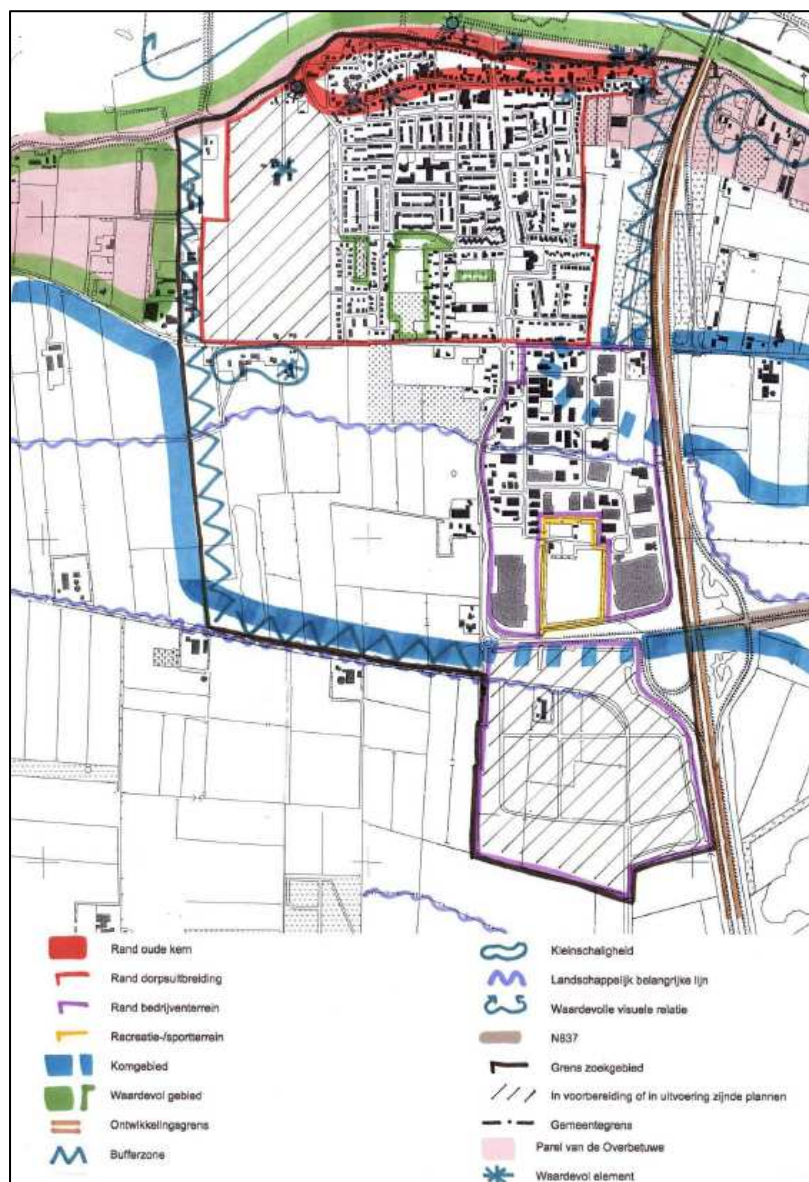 Rand oude kern
Rand dorpsuitbreiding
Rand bedrijventerrein
Recreatie-/sportterrein
Komgebied
Waardevol gebied
Ontwikkelingsgrens
Bufferzone
Kleinschaligheid
Landschappelijk belangrijke lijn
Waardevolle visuele relatie
N837
Grens zoekgebied
In voorbereiding of in uitvoering zijnde plannen
Gemeentegrens
Parel van de Overbetuwe
Waardevol element